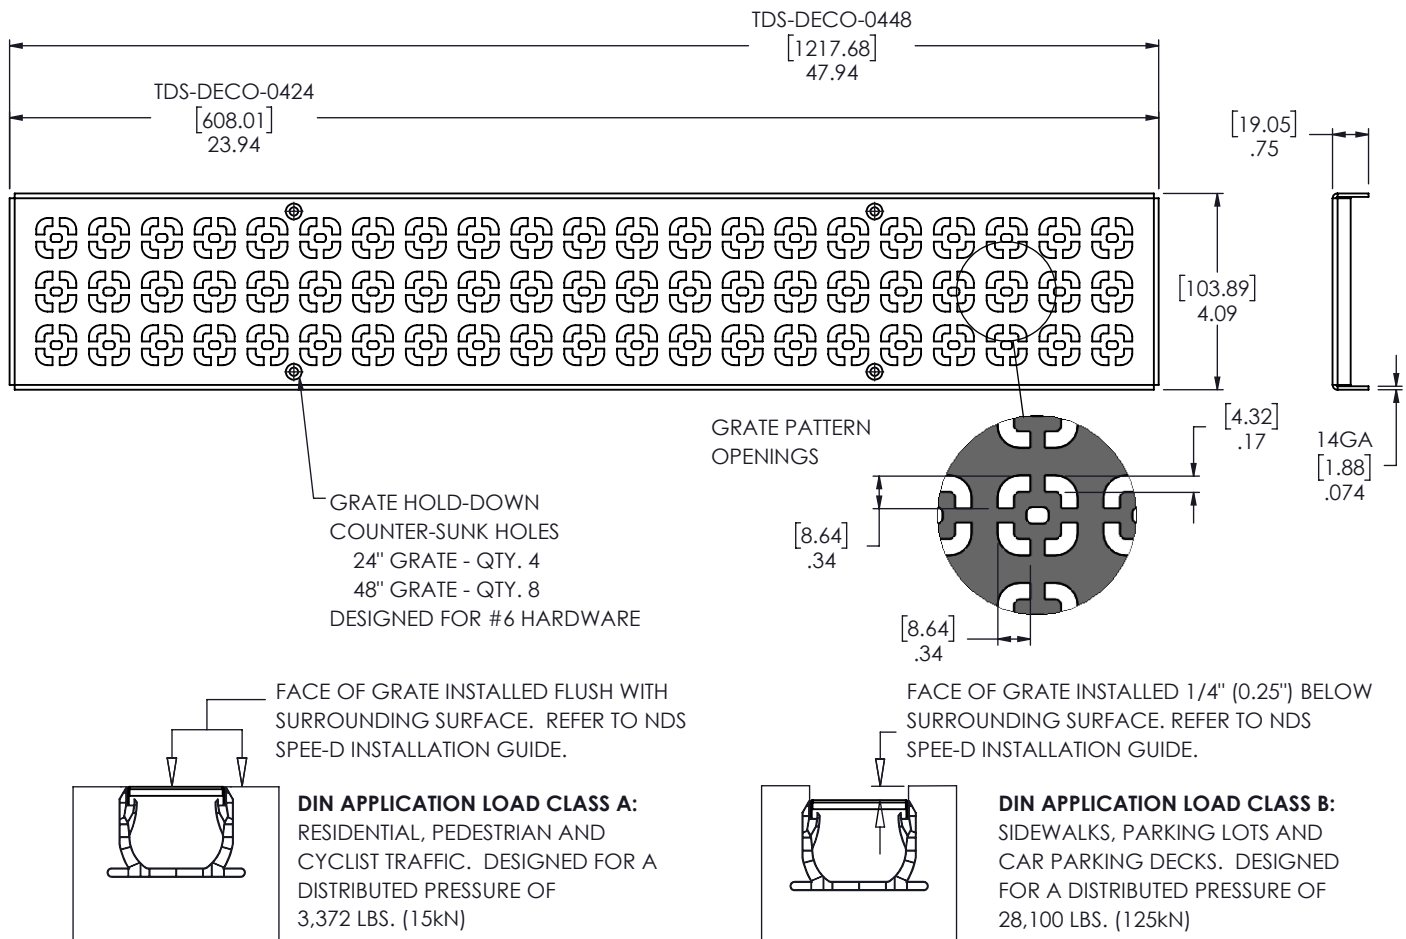 TDS-DECO-0448
[1217.68]
47.94
TDS-DECO-0424
[608.01]
23.94
[19.05]
.75
[103.89]
4.09
GRATE PATTERN
OPENINGS
[4.32]
.17
14GA
[1.88]
.074
[8.64]
.34
[8.64]
.34
GRATE HOLD-DOWN
COUNTER-SUNK HOLES
24" GRATE - QTY. 4
48" GRATE - QTY. 8
DESIGNED FOR #6 HARDWARE
FACE OF GRATE INSTALLED FLUSH WITH
SURROUNDING SURFACE. REFER TO NDS
SPEE-D INSTALLATION GUIDE.
DIN APPLICATION LOAD CLASS A:
RESIDENTIAL, PEDESTRIAN AND
CYCLIST TRAFFIC. DESIGNED FOR A
DISTRIBUTED PRESSURE OF
3,372 LBS. (15kN)
FACE OF GRATE INSTALLED 1/4" (0.25") BELOW
SURROUNDING SURFACE. REFER TO NDS
SPEE-D INSTALLATION GUIDE.
DIN APPLICATION LOAD CLASS B:
SIDEWALKS, PARKING LOTS AND
CAR PARKING DECKS. DESIGNED
FOR A DISTRIBUTED PRESSURE OF
28,100 LBS. (125kN)